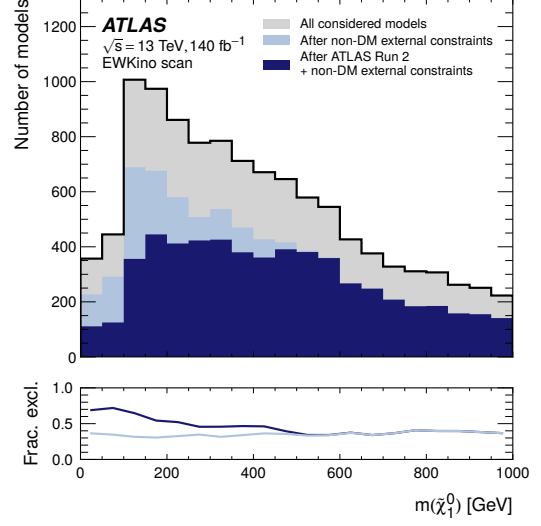 ATLAS
√s = 13 TeV, 140 fb⁻¹
EWKino scan
All considered models
After non-DM external constraints
After ATLAS Run 2
+ non-DM external constraints
Number of models
1200
1000
800
600
400
200
0
Frac. excl.
1.0
0.5
0.0
0 200 400 600 800 1000
m(χ̃₁⁰) [GeV]